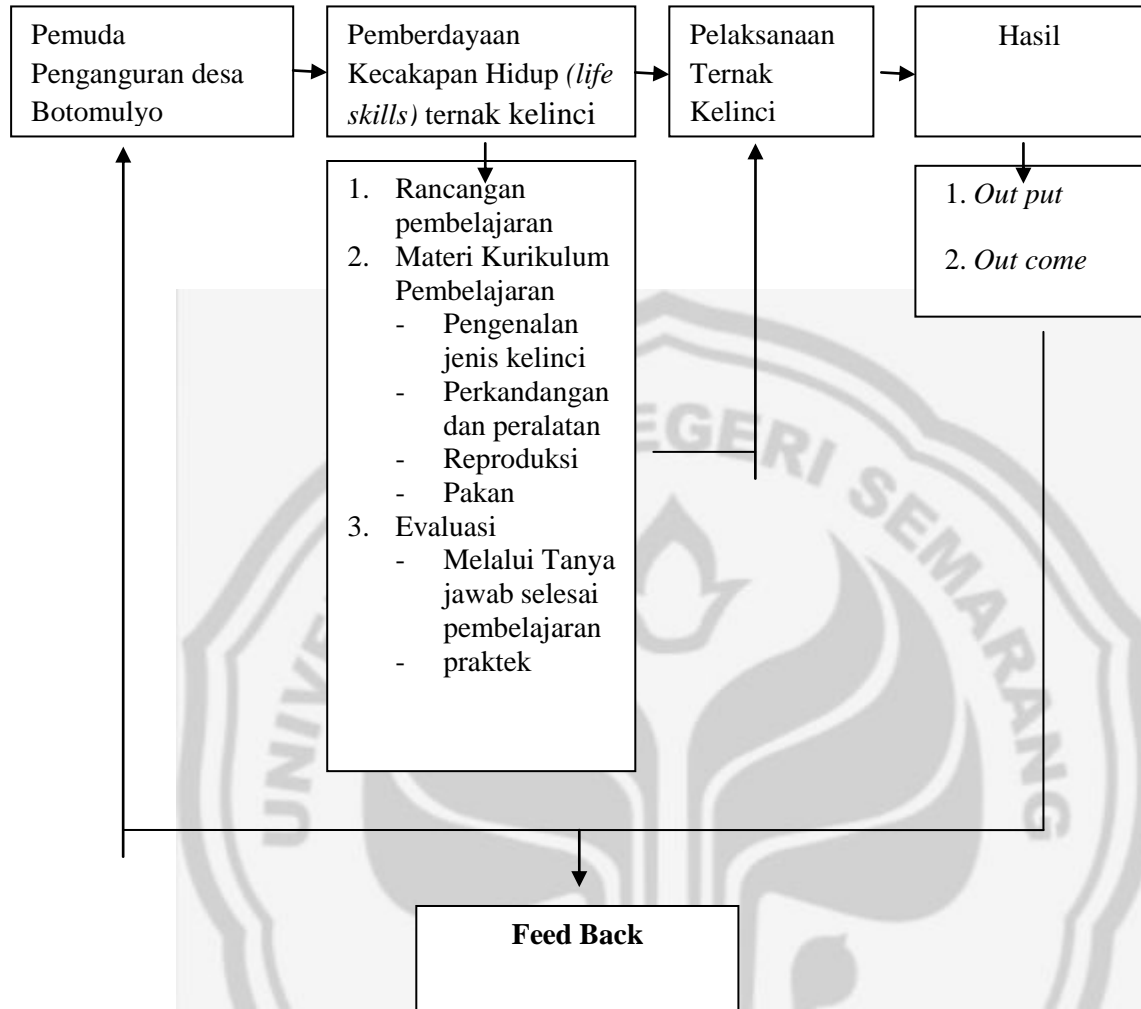 Pemuda
Penganguran desa
Botomulyo
Pemberdayaan
Kecakapan Hidup (life
skills) ternak kelinci
Pelaksanaan
Ternak
Kelinci
Hasil
1. Rancangan
pembelajaran
2. Materi Kurikulum
Pembelajaran
- Pengenalan
jenis kelinci
- Perkandangan
dan peralatan
- Reproduksi
- Pakan
3. Evaluasi
- Melalui Tanya
jawab selesai
pembelajaran
- praktek
1. Out put
2. Out come
Feed Back
EGERI SEMARANG